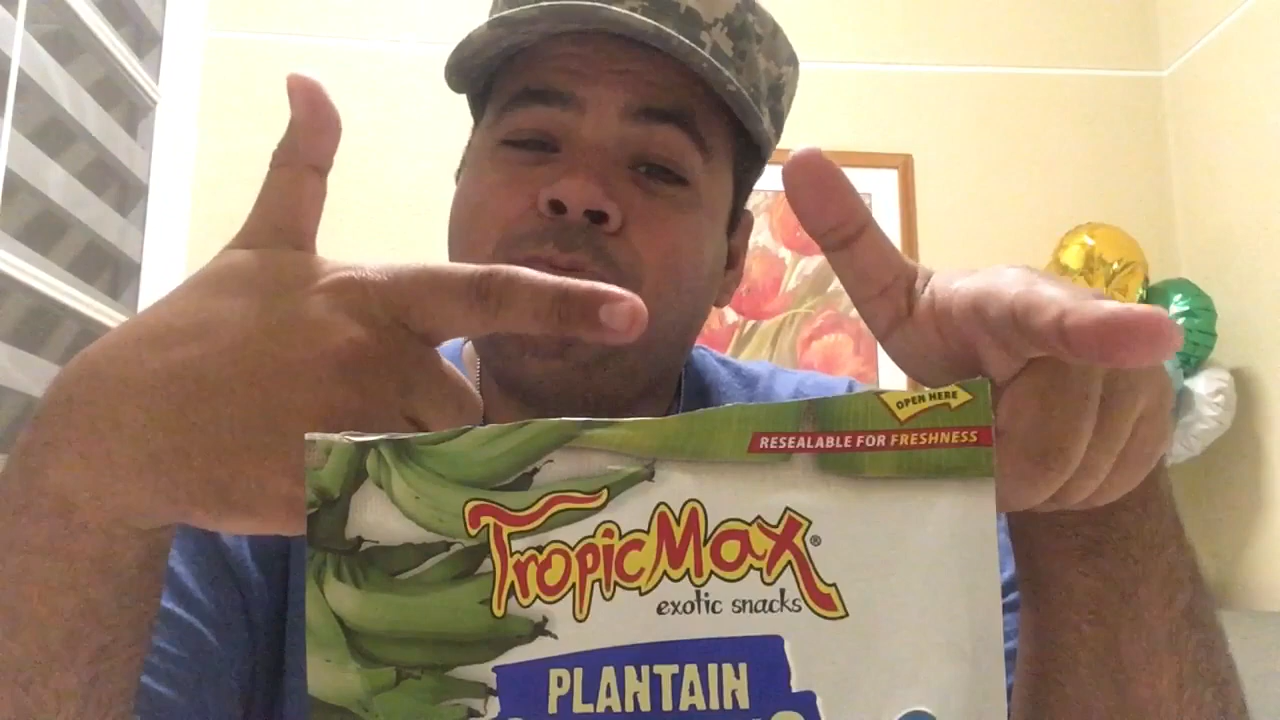 OPEN HERE
RESEALABLE FOR FRESHNESS
TropicMax®
exotic snacks
PLANTAIN